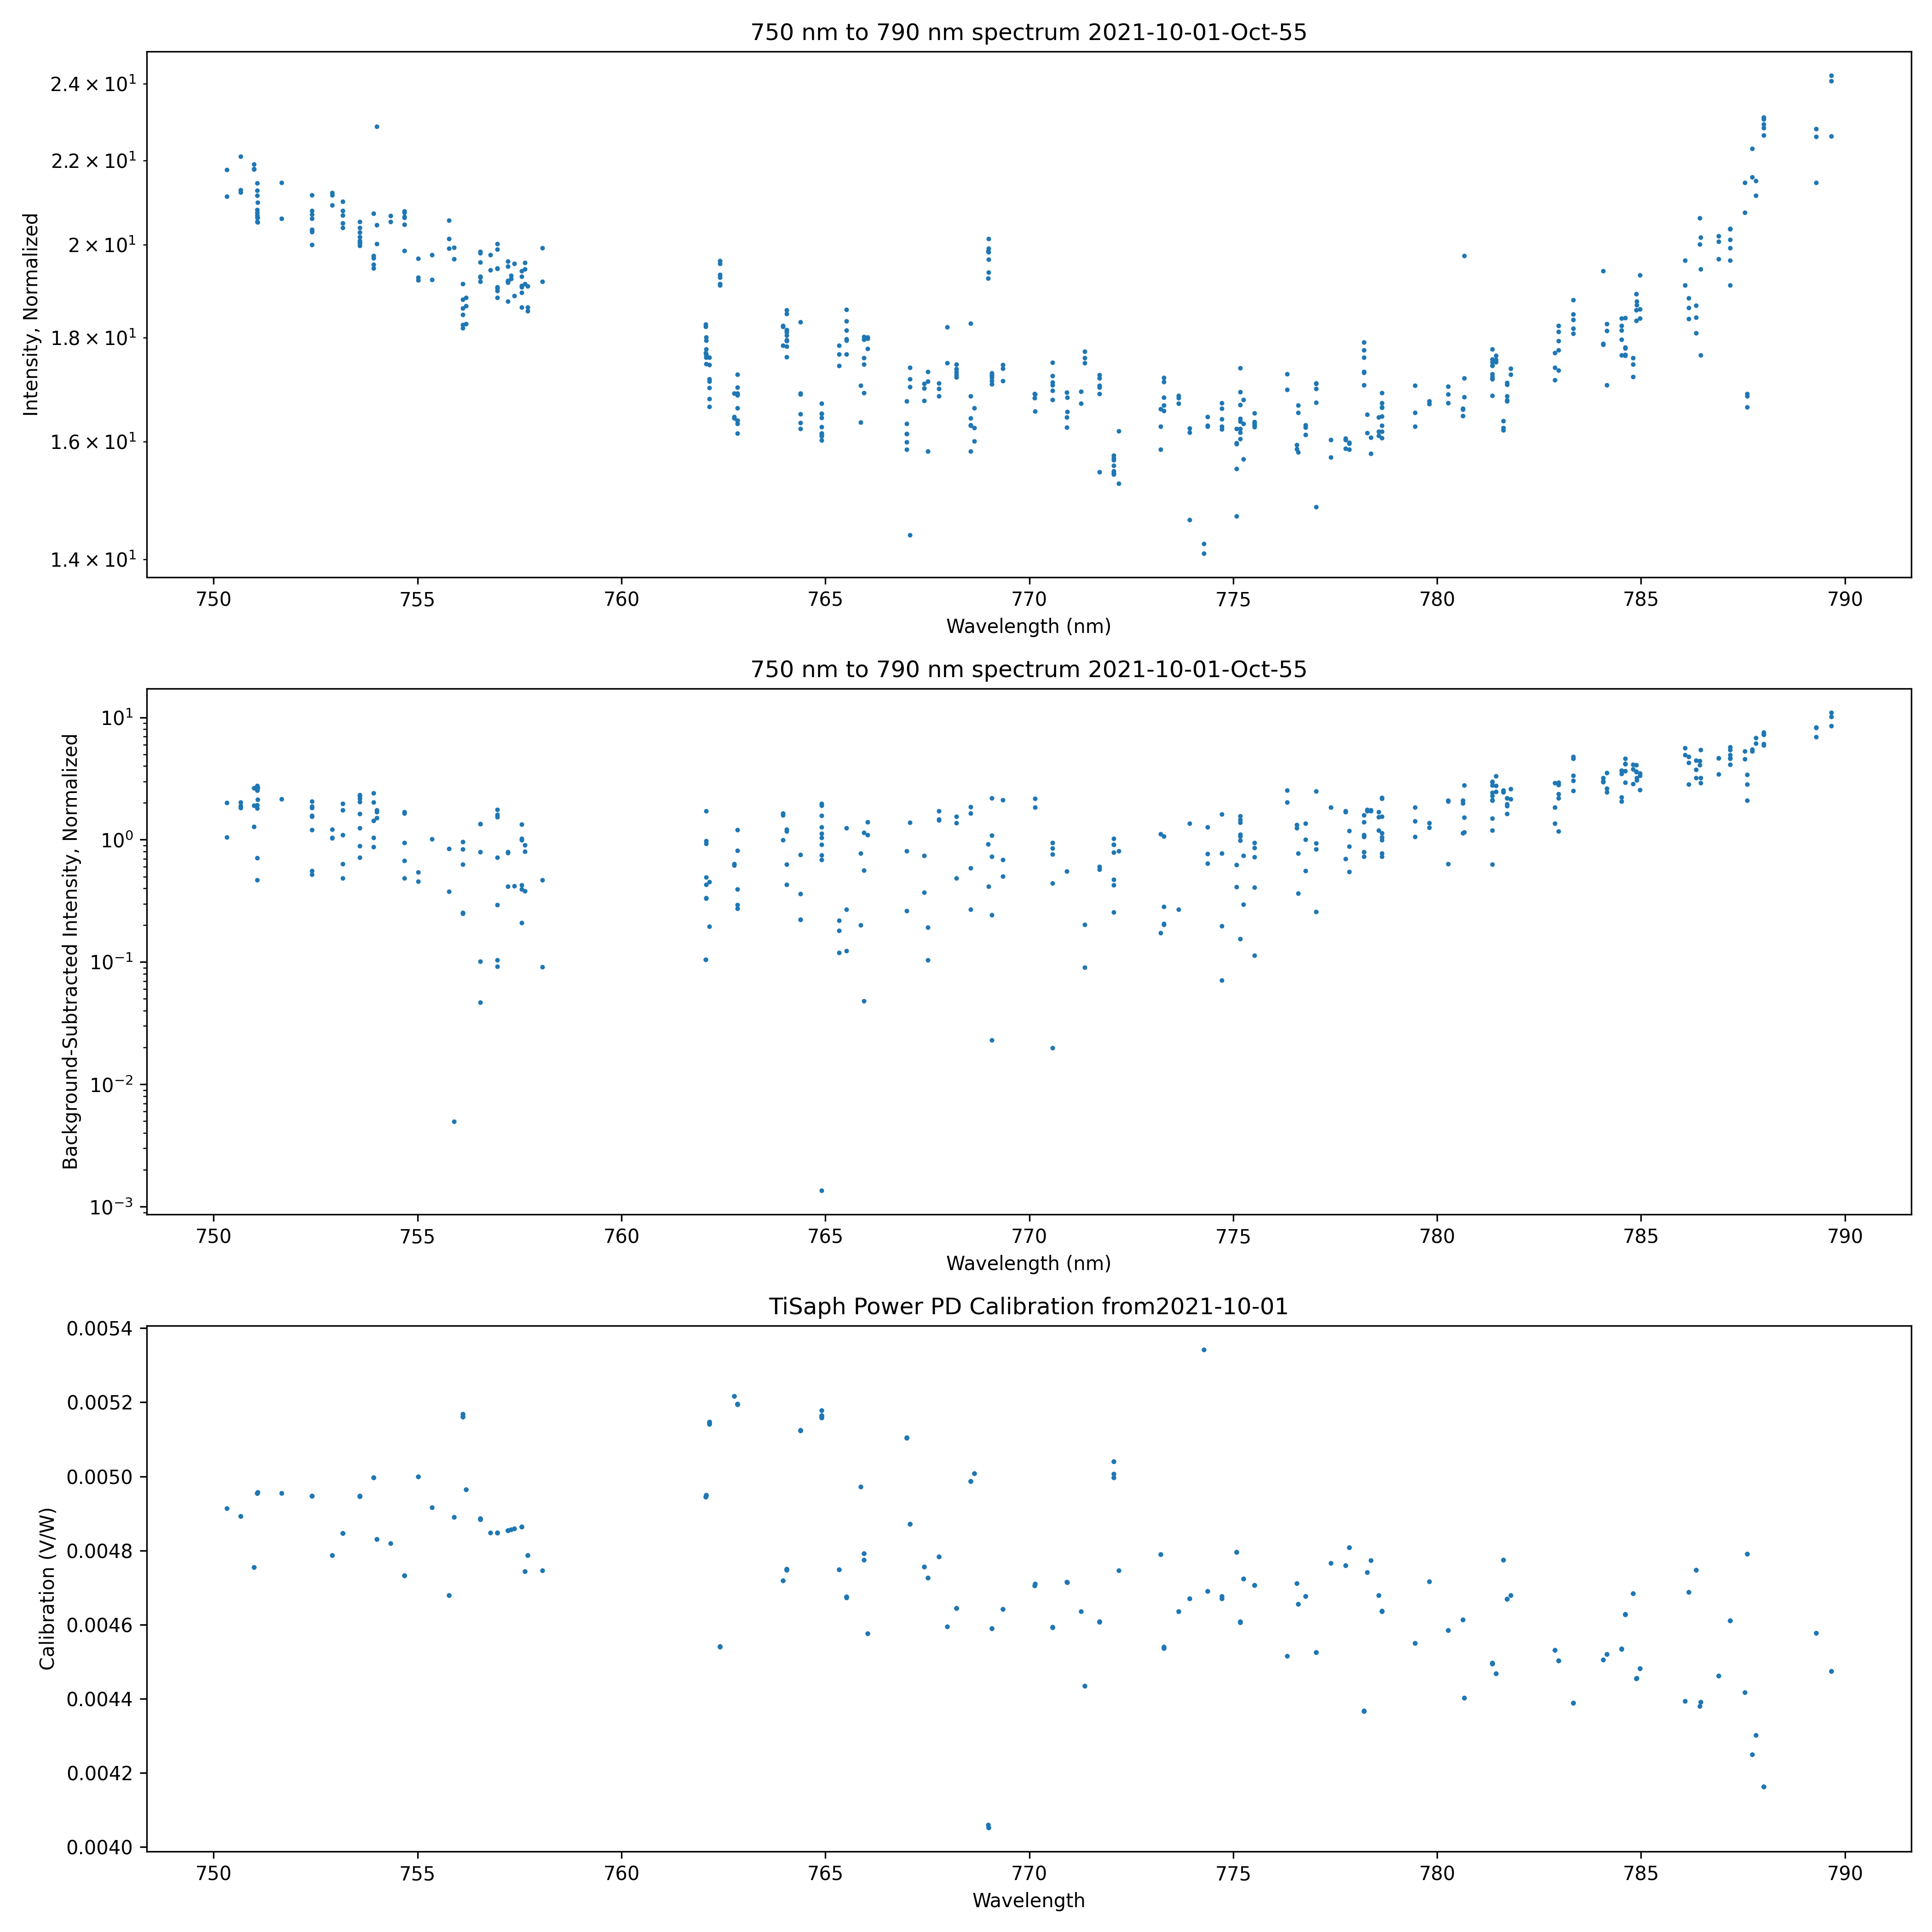 750 nm to 790 nm spectrum 2021-10-01-Oct-55
Intensity, Normalized
2.4 × 10¹
2.2 × 10¹
2 × 10¹
1.8 × 10¹
1.6 × 10¹
1.4 × 10¹
750 755 760 765 770 775 780 785 790
Wavelength (nm)
750 nm to 790 nm spectrum 2021-10-01-Oct-55
Background-Subtracted Intensity, Normalized
10¹
10⁰
10⁻¹
10⁻²
10⁻³
750 755 760 765 770 775 780 785 790
Wavelength (nm)
TiSaph Power PD Calibration from2021-10-01
Calibration (V/W)
0.0054
0.0052
0.0050
0.0048
0.0046
0.0044
0.0042
0.0040
750 755 760 765 770 775 780 785 790
Wavelength